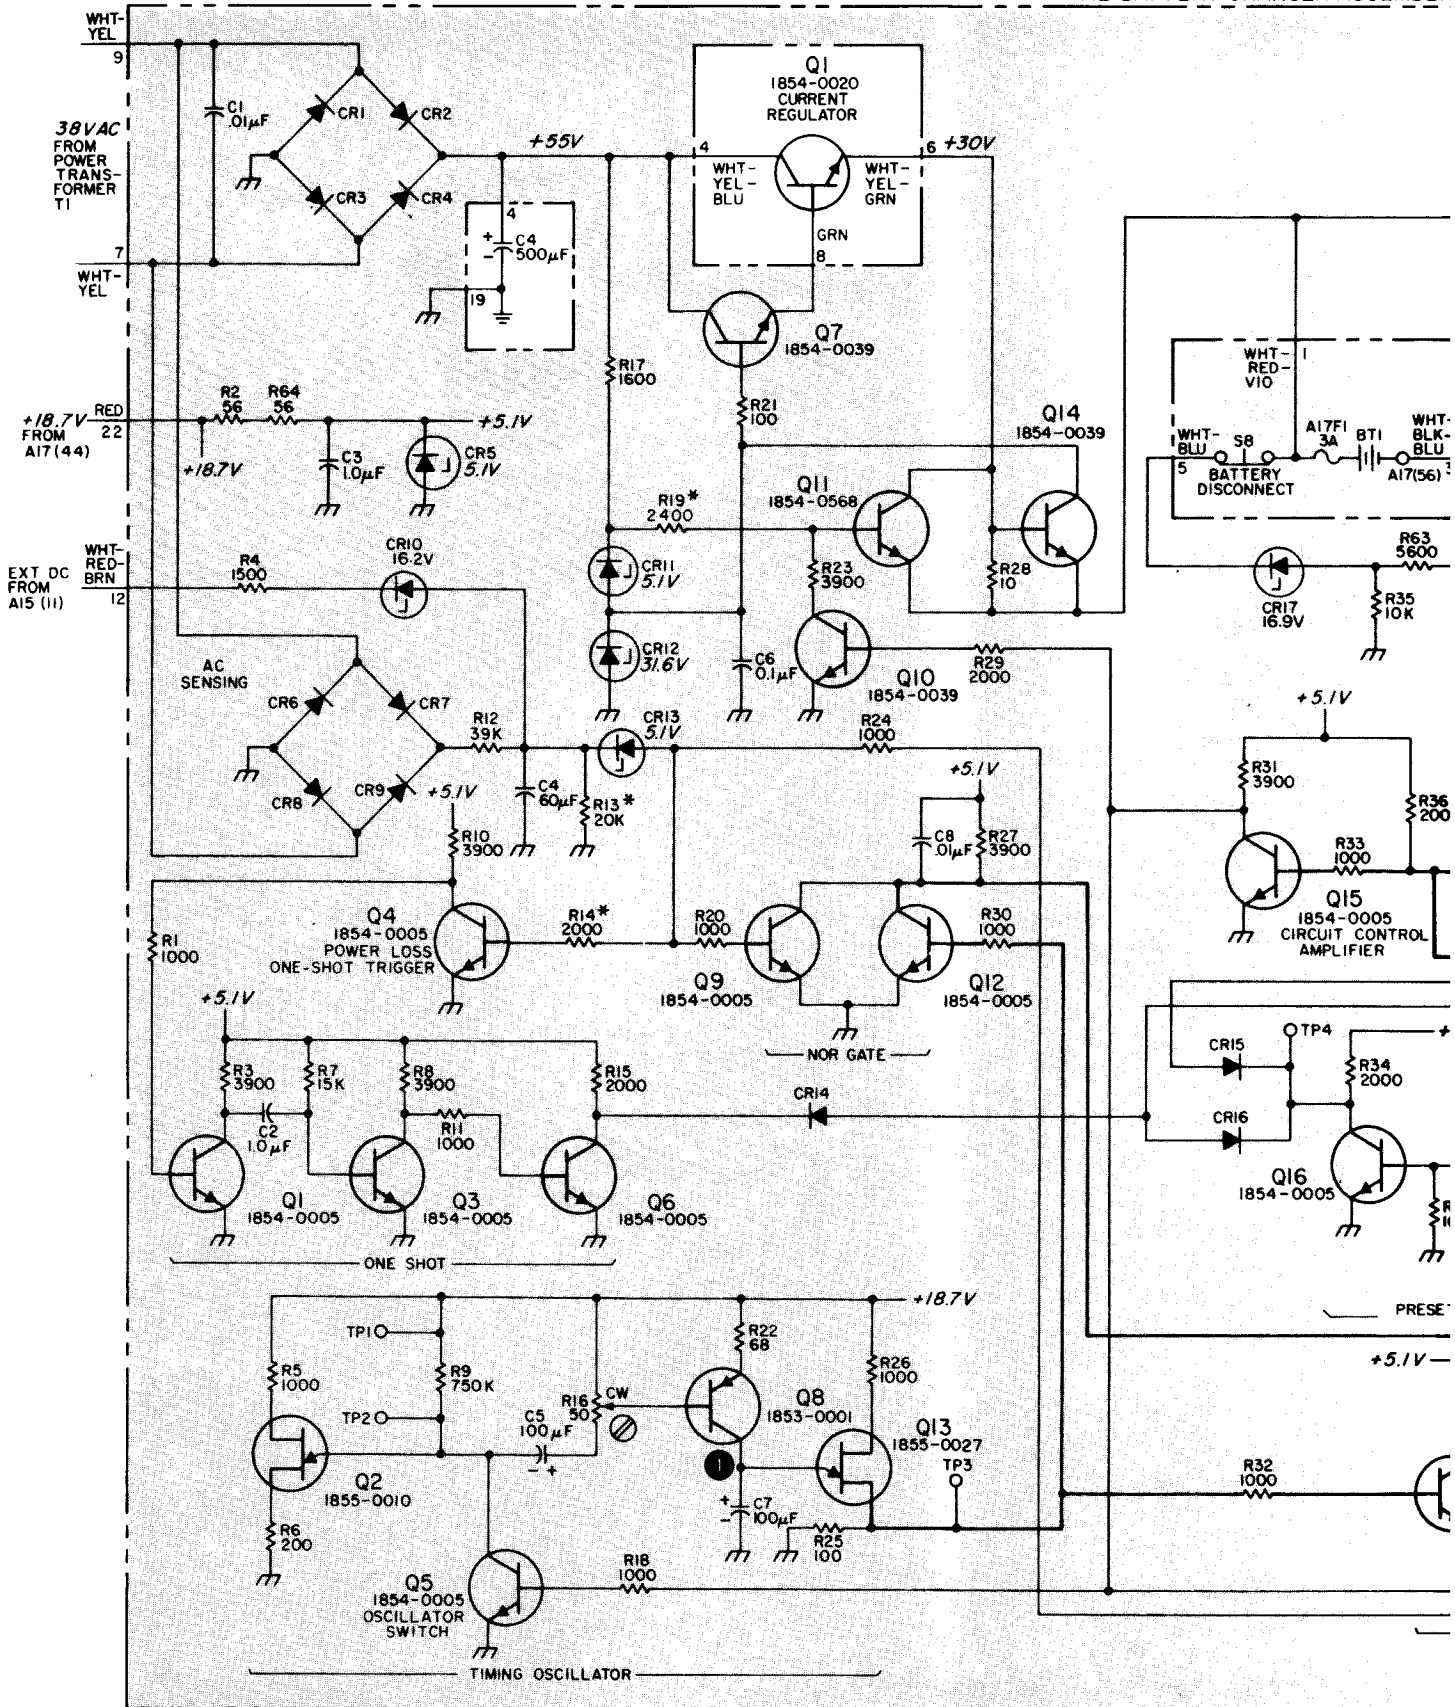 WHT-
YEL
9
38VAC
FROM
POWER
TRANS-
FORMER
T1
7
WHT-
YEL
C1
.01µF
CR1
CR2
CR3
CR4
+55V
4
C4
500µF
+
-
19
Q1
1854-0020
CURRENT
REGULATOR
4
WHT-
YEL-
BLU
WHT-
YEL-
GRN
6
+30V
GRN
8
Q7
1854-0039
R17
1600
R21
100
+18.7V
FROM
A17(44)
RED
22
R2
56
R64
56
+5.1V
+18.7V
C3
1.0µF
CR5
5.1V
Q14
1854-0039
Q11
1854-0568
R19*
2400
WHT-
RED-
V10
1
WHT-
BLU
5
S8
BATTERY
DISCONNECT
A17F1
3A
BT1
WHT-
BLK-
BLU
A17(56)
EXT DC
FROM
A15 (11)
WHT-
RED-
BRN
12
R4
1500
CR10
16.2V
CR11
5.1V
R23
3900
R28
10
CR17
16.9V
R63
5600
R35
10K
AC
SENSING
CR6
CR7
CR8
CR9
R12
39K
CR12
31.6V
C6
0.1µF
Q10
1854-0039
R29
2000
CR13
5.1V
R24
1000
C4
60µF
R13*
20K
+5.1V
R10
3900
+5.1V
C8
.01µF
R27
3900
+5.1V
R31
3900
R36
200
R33
1000
Q15
1854-0005
CIRCUIT CONTROL
AMPLIFIER
R1
1000
Q4
1854-0005
POWER LOSS
ONE-SHOT TRIGGER
R14*
2000
R20
1000
R30
1000
Q9
1854-0005
Q12
1854-0005
NOR GATE
+5.1V
R3
3900
R7
15K
R8
3900
R15
2000
C2
1.0µF
R11
1000
CR14
Q1
1854-0005
Q3
1854-0005
Q6
1854-0005
ONE SHOT
CR15
CR16
TP4
R34
2000
Q16
1854-0005
PRESE
+5.1V
+18.7V
TP1
R5
1000
R9
750K
TP2
C5
100µF
- +
R16
50
CW
R22
68
Q8
1853-0001
1
R26
1000
Q13
1855-0027
TP3
Q2
1855-0010
R6
200
+
-
C7
100µF
R25
100
R32
1000
Q5
1854-0005
OSCILLATOR
SWITCH
R18
1000
TIMING OSCILLATOR